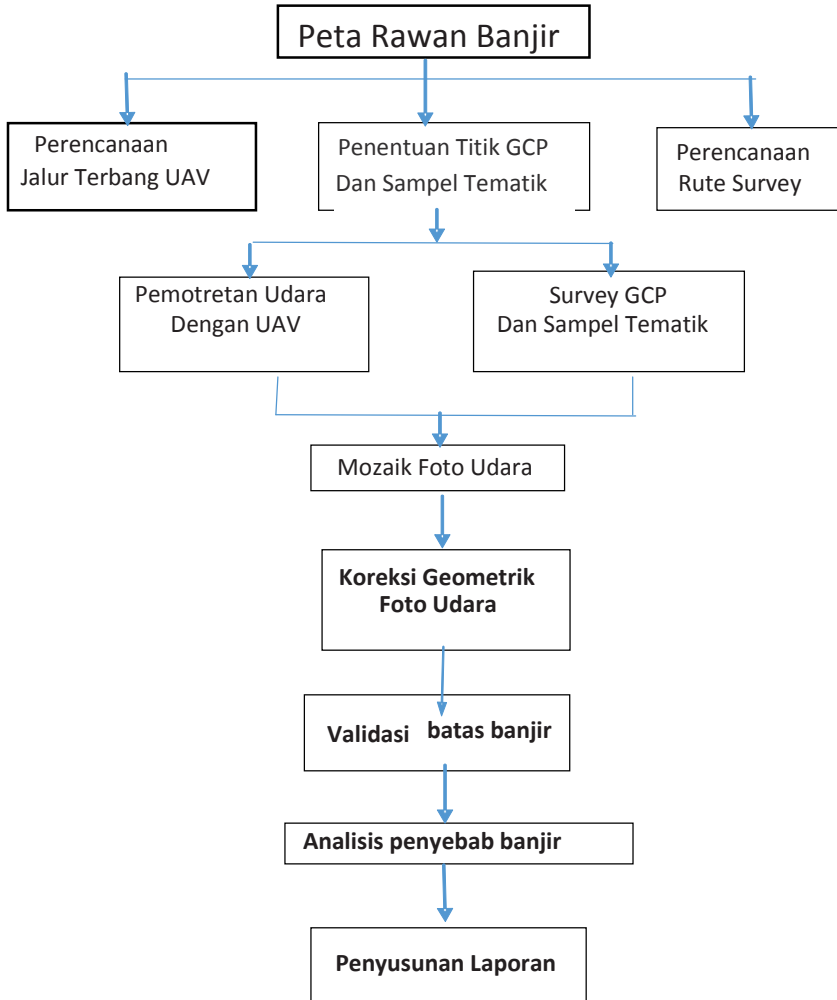 Peta Rawan Banjir
Perencanaan
Jalur Terbang UAV
Penentuan Titik GCP
Dan Sampel Tematik
Perencanaan
Rute Survey
Pemotretan Udara
Dengan UAV
Survey GCP
Dan Sampel Tematik
Mozaik Foto Udara
Koreksi Geometrik
Foto Udara
Validasi batas banjir
Analisis penyebab banjir
Penyusunan Laporan